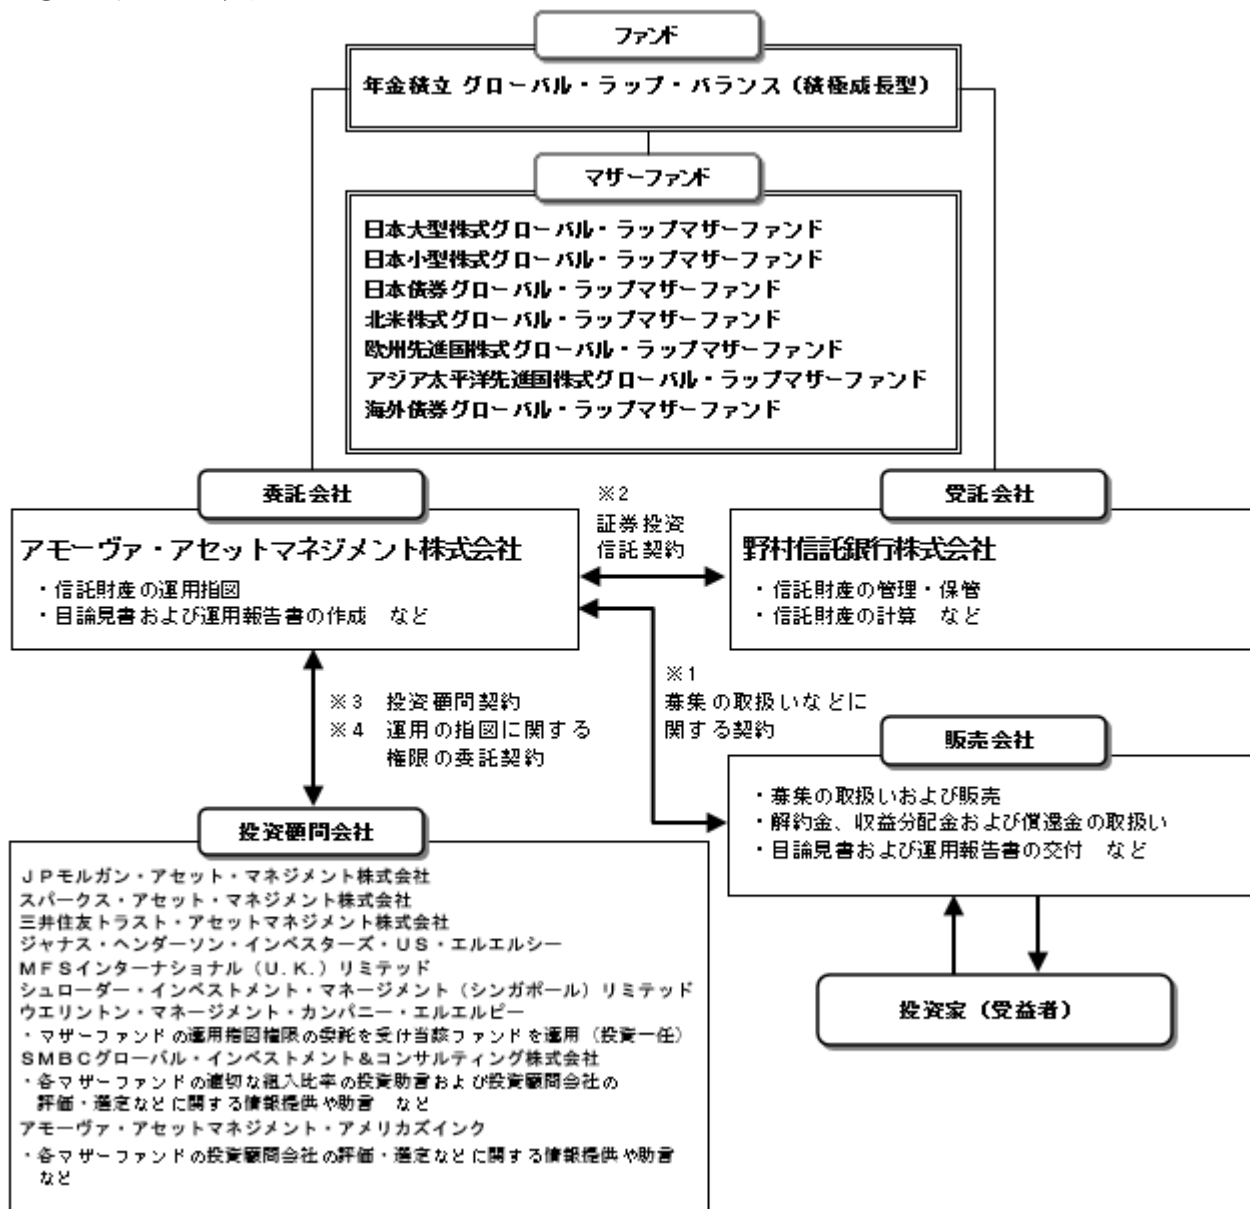 ファンド
年金積立 グローバル・ラップ・バランス（積極成長型）
マザーファンド
日本大型株式グローバル・ラップマザーファンド
日本小型株式グローバル・ラップマザーファンド
日本債券グローバル・ラップマザーファンド
北米株式グローバル・ラップマザーファンド
欧州先進国株式グローバル・ラップマザーファンド
アジア太平洋先進国株式グローバル・ラップマザーファンド
海外債券グローバル・ラップマザーファンド
委託会社
アモーヴァ・アセットマネジメント株式会社
・信託財産の運用指図
・目論見書および運用報告書の作成　など
※2
証券投資
信託契約
受託会社
野村信託銀行株式会社
・信託財産の管理・保管
・信託財産の計算　など
※3　投資顧問契約
※4　運用の指図に関する
権限の委託契約
※1
募集の取扱いなどに
関する契約
販売会社
・募集の取扱いおよび販売
・解約金、収益分配金および償還金の取扱い
・目論見書および運用報告書の交付　など
投資家（受益者）
投資顧問会社
ＪＰモルガン・アセット・マネジメント株式会社
スパークス・アセット・マネジメント株式会社
三井住友トラスト・アセットマネジメント株式会社
ジャナス・ヘンダーソン・インベスターズ・ＵＳ・エルエルシー
ＭＦＳインターナショナル（Ｕ．Ｋ．）リミテッド
シュローダー・インベストメント・マネージメント（シンガポール）リミテッド
ウエリントン・マネージメント・カンパニー・エルエルピー
・マザーファンドの運用指図権限の委託を受け当該ファンドを運用（投資一任）
ＳＭＢＣグローバル・インベストメント＆コンサルティング株式会社
・各マザーファンドの適切な組入比率の投資助言および投資顧問会社の
評価・選定などに関する情報提供や助言　など
アモーヴァ・アセットマネジメント・アメリカズインク
・各マザーファンドの投資顧問会社の評価・選定などに関する情報提供や助言
など